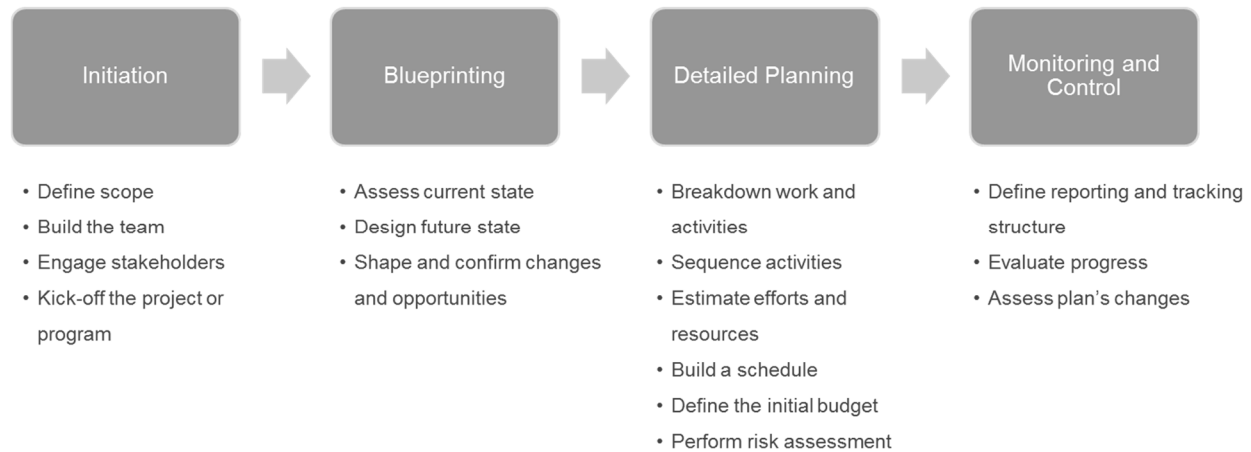 Initiation
Blueprinting
Detailed Planning
Monitoring and
Control
• Define scope
• Build the team
• Engage stakeholders
• Kick-off the project or
program
• Assess current state
• Design future state
• Shape and confirm changes
and opportunities
• Breakdown work and
activities
• Sequence activities
• Estimate efforts and
resources
• Build a schedule
• Define the initial budget
• Perform risk assessment
• Define reporting and tracking
structure
• Evaluate progress
• Assess plan’s changes